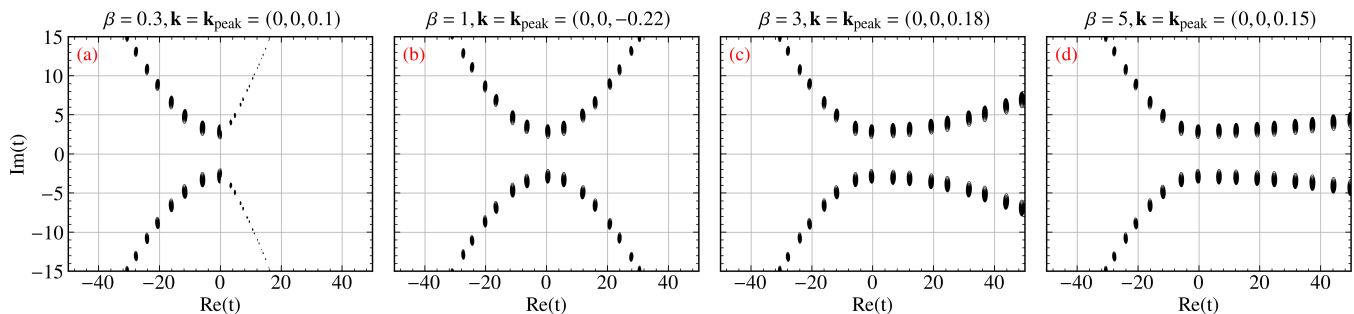 β = 0.3, k = k_peak = (0, 0, 0.1)
β = 1, k = k_peak = (0, 0, −0.22)
β = 3, k = k_peak = (0, 0, 0.18)
β = 5, k = k_peak = (0, 0, 0.15)
(a)
(b)
(c)
(d)
Im(t)
15
10
5
0
−5
−10
−15
−40 −20 0 20 40
−40 −20 0 20 40
−40 −20 0 20 40
−40 −20 0 20 40
Re(t)
Re(t)
Re(t)
Re(t)